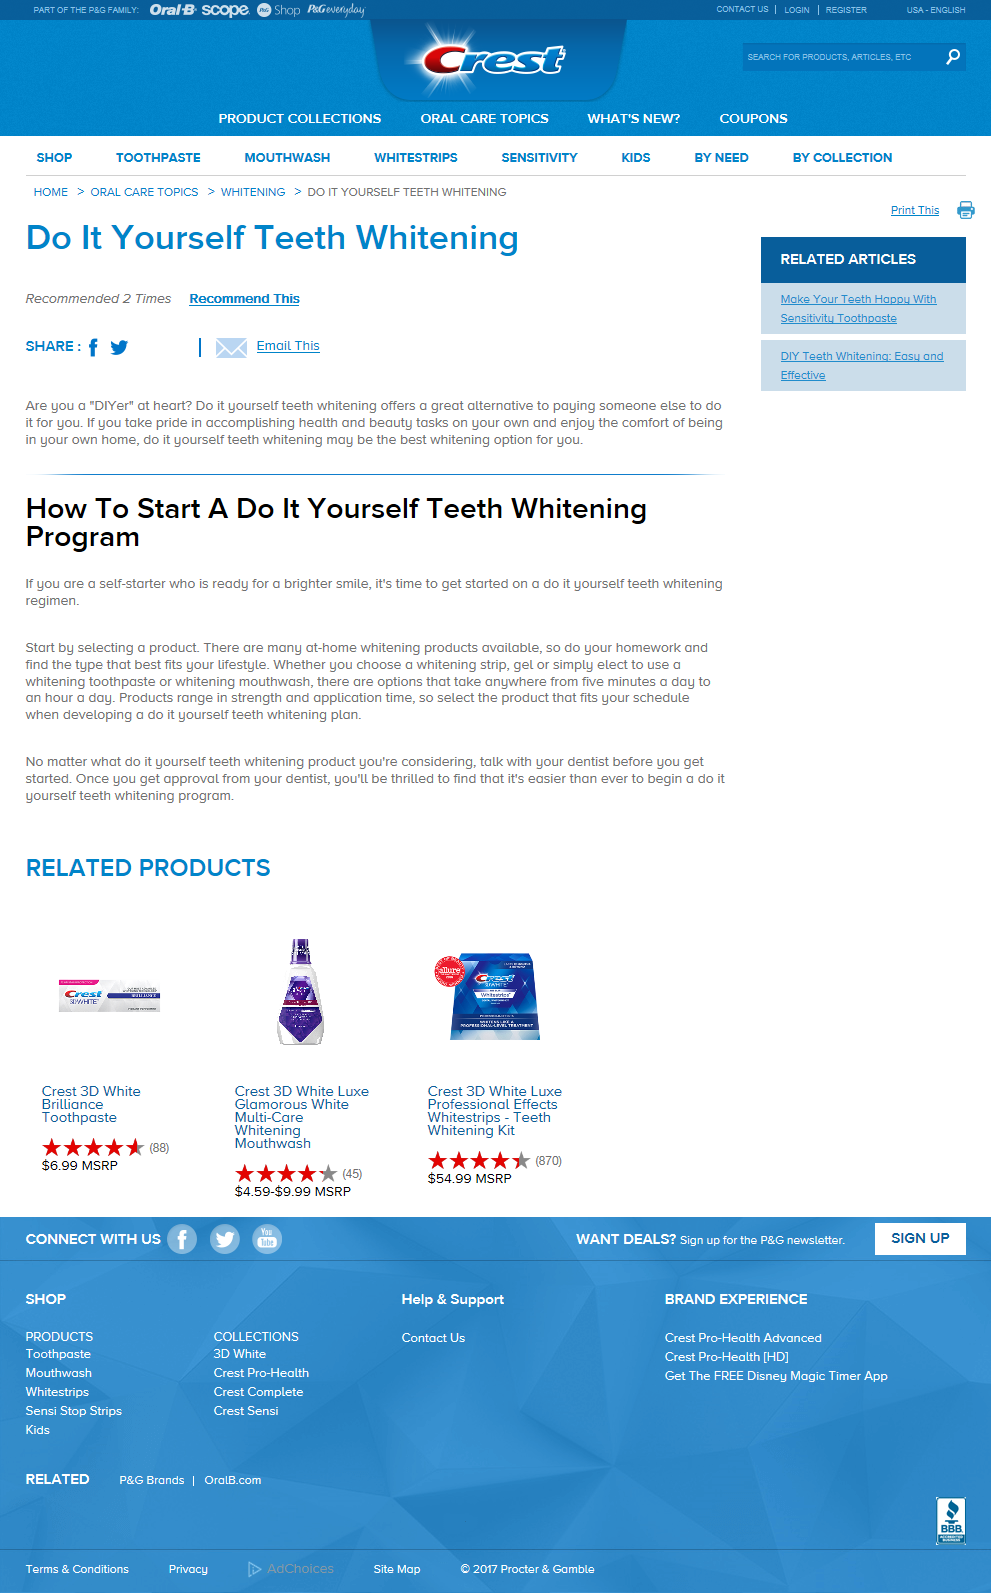 PART OF THE P&G FAMILY: Oral-B scope P&G Shop P&G everyday
CONTACT US | LOGIN | REGISTER USA - ENGLISH
Crest
SEARCH FOR PRODUCTS, ARTICLES, ETC
PRODUCT COLLECTIONS ORAL CARE TOPICS WHAT'S NEW? COUPONS
SHOP TOOTHPASTE MOUTHWASH WHITESTRIPS SENSITIVITY KIDS BY NEED BY COLLECTION
HOME > ORAL CARE TOPICS > WHITENING > DO IT YOURSELF TEETH WHITENING
Print This
Do It Yourself Teeth Whitening
Recommended 2 Times Recommend This
SHARE : | Email This
RELATED ARTICLES
Make Your Teeth Happy With
Sensitivity Toothpaste
DIY Teeth Whitening: Easy and
Effective
Are you a "DIYer" at heart? Do it yourself teeth whitening offers a great alternative to paying someone else to do
it for you. If you take pride in accomplishing health and beauty tasks on your own and enjoy the comfort of being
in your own home, do it yourself teeth whitening may be the best whitening option for you.
How To Start A Do It Yourself Teeth Whitening
Program
If you are a self-starter who is ready for a brighter smile, it's time to get started on a do it yourself teeth whitening
regimen.
Start by selecting a product. There are many at-home whitening products available, so do your homework and
find the type that best fits your lifestyle. Whether you choose a whitening strip, gel or simply elect to use a
whitening toothpaste or whitening mouthwash, there are options that take anywhere from five minutes a day to
an hour a day. Products range in strength and application time, so select the product that fits your schedule
when developing a do it yourself teeth whitening plan.
No matter what do it yourself teeth whitening product you're considering, talk with your dentist before you get
started. Once you get approval from your dentist, you'll be thrilled to find that it's easier than ever to begin a do it
yourself teeth whitening program.
RELATED PRODUCTS
Crest
3D WHITE
BRILLIANCE
allure
Crest
3D WHITE
Whitestrips
PROFESSIONAL-LEVEL TREATMENT
Crest 3D White
Brilliance
Toothpaste
(88)
$6.99 MSRP
Crest 3D White Luxe
Glamorous White
Multi-Care
Whitening
Mouthwash
(45)
$4.59-$9.99 MSRP
Crest 3D White Luxe
Professional Effects
Whitestrips - Teeth
Whitening Kit
(870)
$54.99 MSRP
CONNECT WITH US You Tube
WANT DEALS? Sign up for the P&G newsletter. SIGN UP
SHOP
PRODUCTS
Toothpaste
Mouthwash
Whitestrips
Sensi Stop Strips
Kids
COLLECTIONS
3D White
Crest Pro-Health
Crest Complete
Crest Sensi
Help & Support
Contact Us
BRAND EXPERIENCE
Crest Pro-Health Advanced
Crest Pro-Health [HD]
Get The FREE Disney Magic Timer App
RELATED P&G Brands | OralB.com
BBB
ACCREDITED
BUSINESS
Terms & Conditions Privacy AdChoices Site Map © 2017 Procter & Gamble